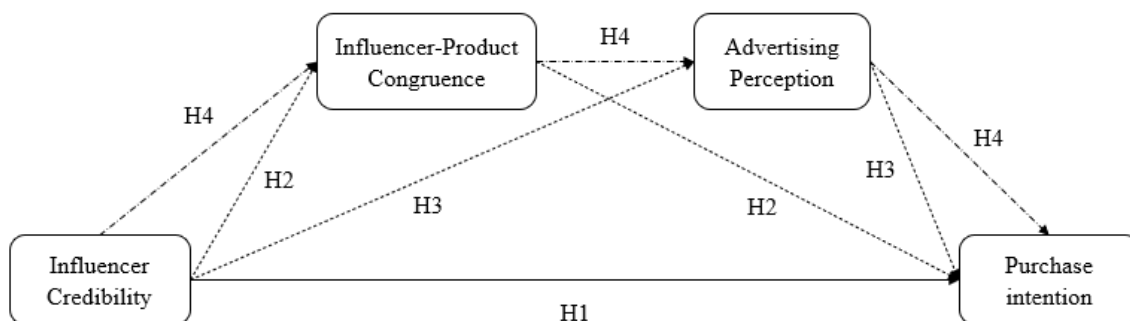 Influencer-Product
Congruence
H4
Advertising
Perception
H4
H4
H2
H3
H2
H3
Influencer
Credibility
Purchase
intention
H1